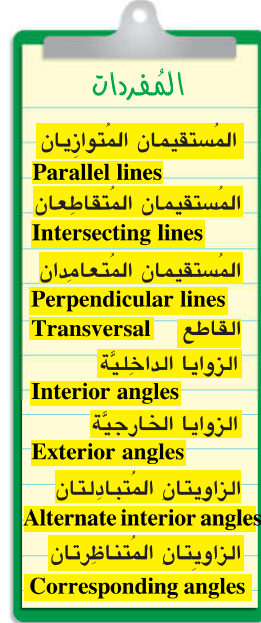 المُفردات
المُستقيمان المُتوازِيان
Parallel lines
المُستقيمان المُتقاطِعان
Intersecting lines
المُستقيمان المُتعامِدان
Perpendicular lines
القاطع Transversal
الزوايا الداخِليَّة
Interior angles
الزوايا الخَارجيَّة
Exterior angles
الزاويتان المُتبادِلتان
Alternate interior angles
الزاويتان المُتناظِرتان
Corresponding angles